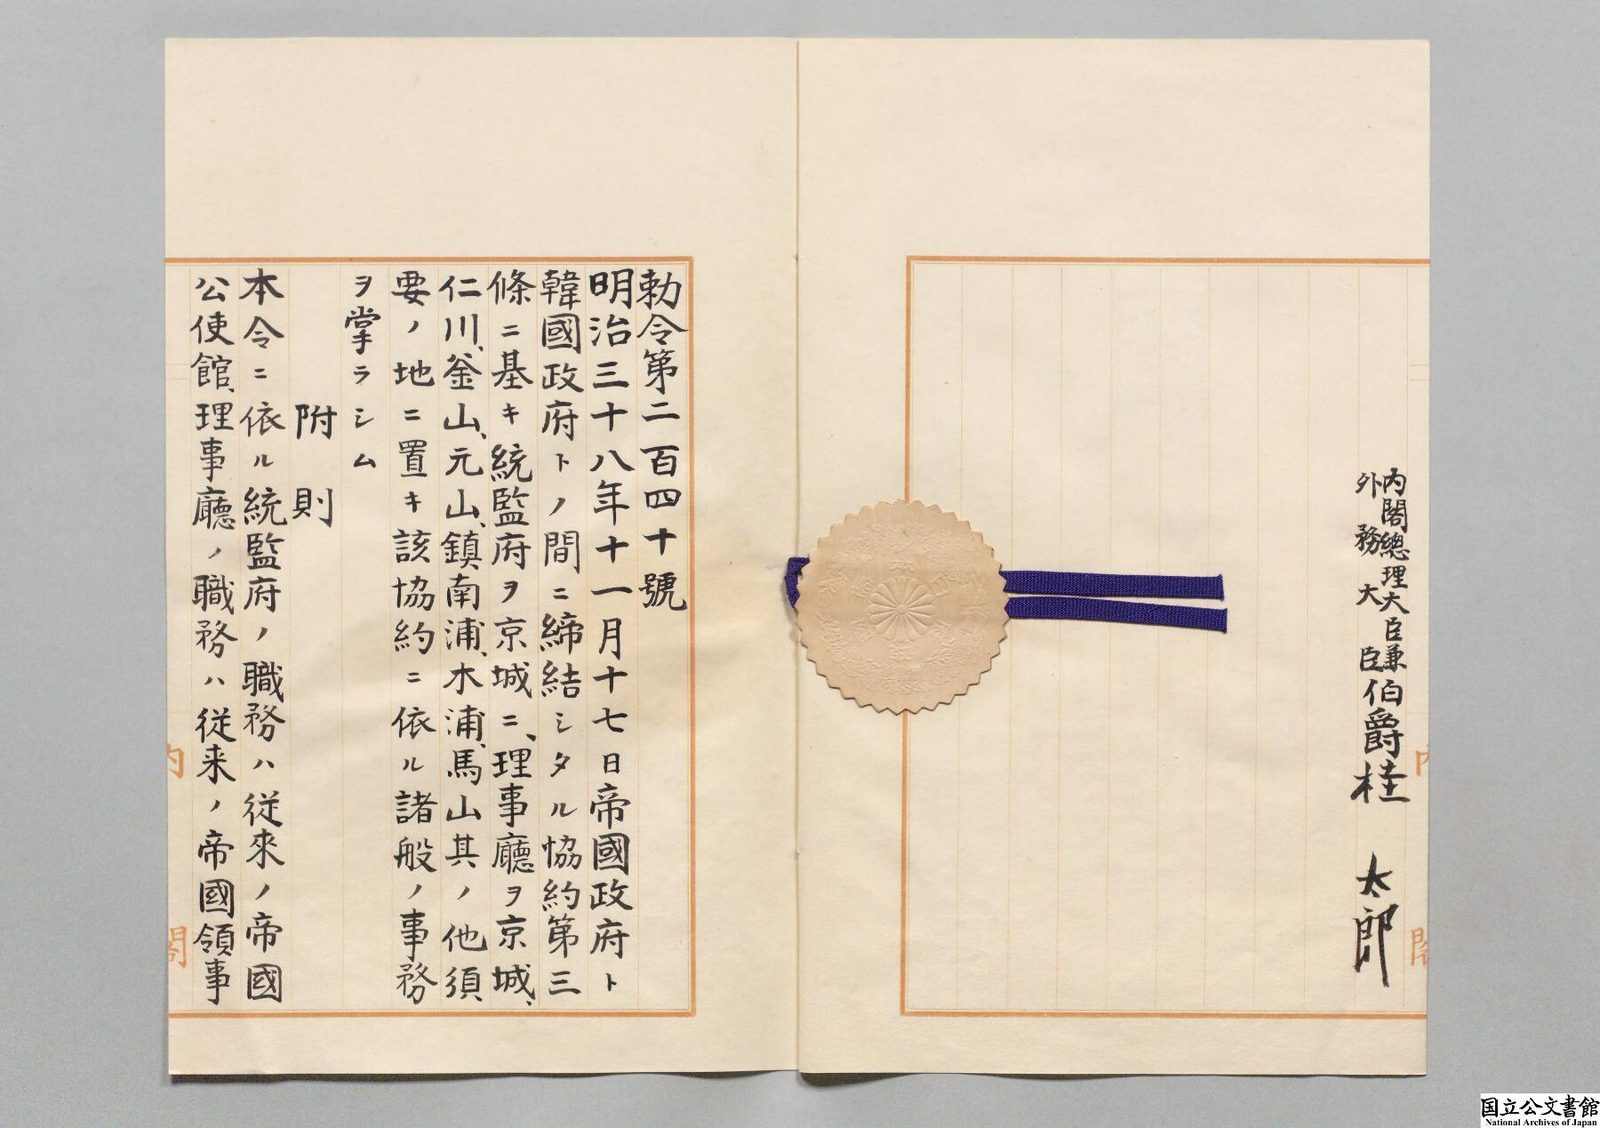 内閣總理大臣兼
外務大臣伯爵桂太郎
勅令第二百四十號
明治三十八年十一月十七日帝國政府ト
韓國政府トノ間ニ締結シタル協約第三
條ニ基キ統監府ヲ京城ニ、理事廳ヲ京城、
仁川、釜山、元山、鎮南浦、木浦、馬山其ノ他須
要ノ地ニ置キ該協約ニ依ル諸般ノ事務
ヲ掌ラシム
附則
本令ニ依ル統監府ノ職務ハ従來ノ帝國
公使館、理事廳ノ職務ハ従来ノ帝國領事
内閣
内閣
国立公文書館
National Archives of Japan